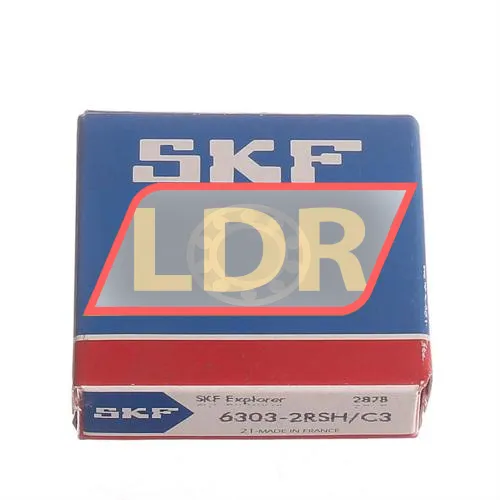 SKF
LDR
SKF Explorer 2878
SKF 6303-2RSH/C3
21-MADE IN FRANCE